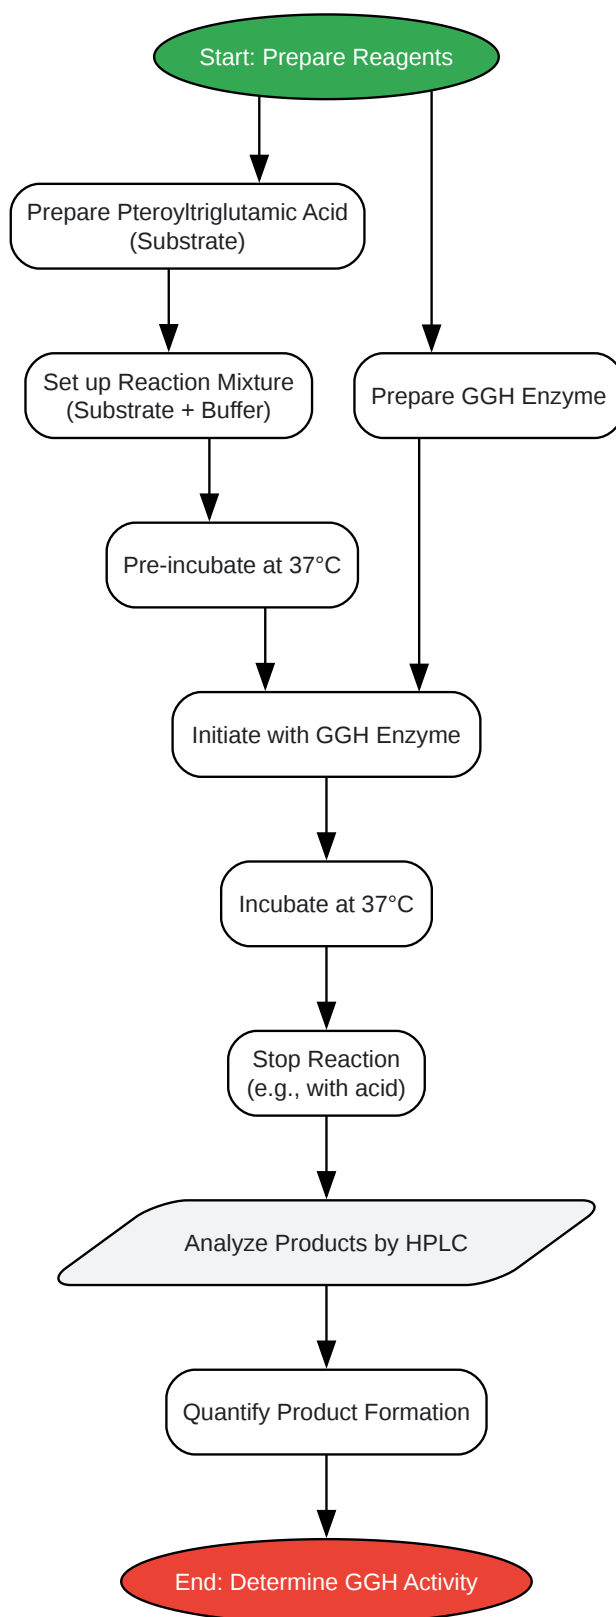 Start: Prepare Reagents
Prepare Pteroyltriglutamic Acid
(Substrate)
Set up Reaction Mixture
(Substrate + Buffer)
Prepare GGH Enzyme
Pre-incubate at 37°C
Initiate with GGH Enzyme
Incubate at 37°C
Stop Reaction
(e.g., with acid)
Analyze Products by HPLC
Quantify Product Formation
End: Determine GGH Activity